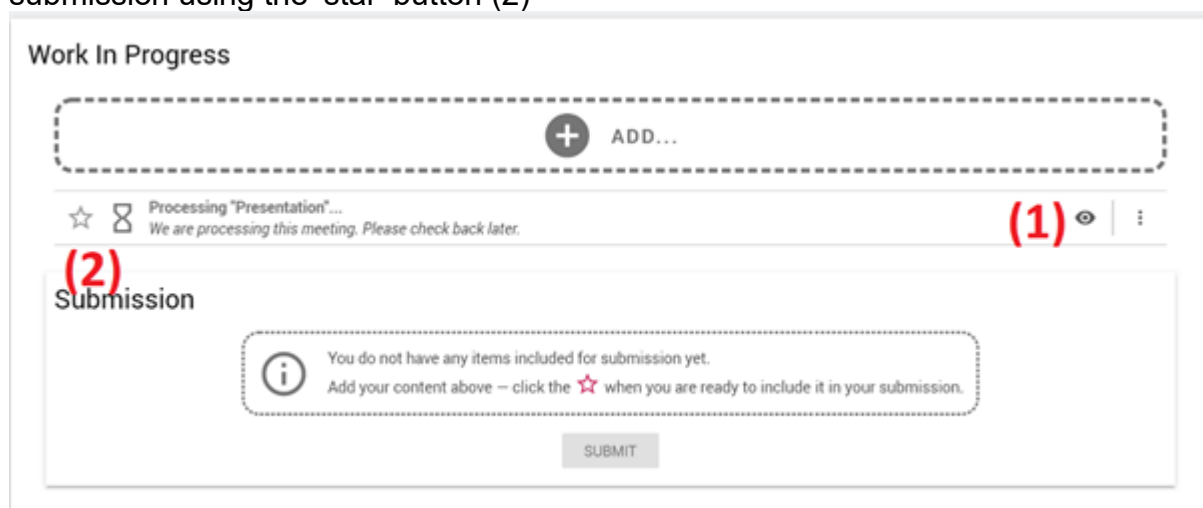 submission using the 'star' button (2)
Work In Progress
ADD...
Processing "Presentation"...
We are processing this meeting. Please check back later.
(1)
(2)
Submission
You do not have any items included for submission yet.
Add your content above — click the ☆ when you are ready to include it in your submission.
SUBMIT